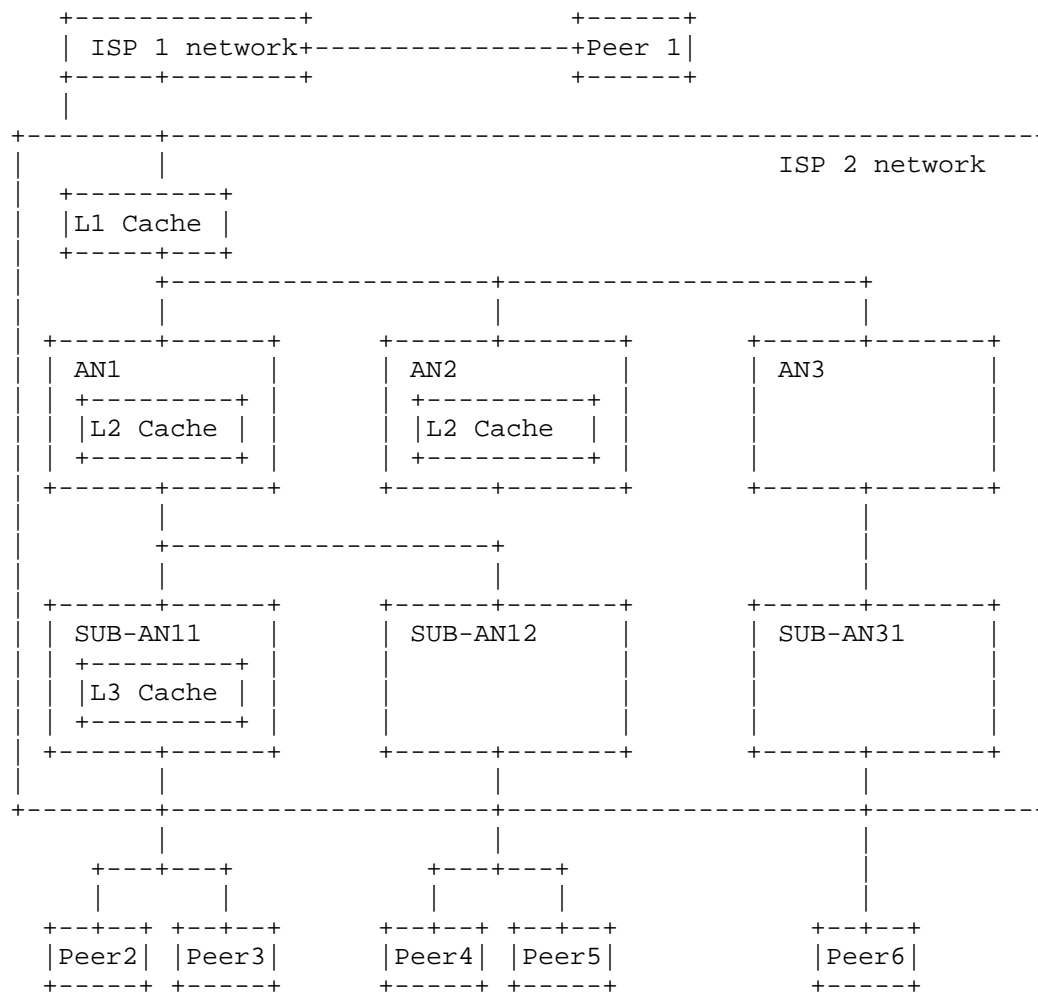 ISP 1 network Peer 1
ISP 2 network
L1 Cache
AN1 AN2 AN3
L2 Cache L2 Cache
SUB-AN11 SUB-AN12 SUB-AN31
L3 Cache
Peer2 Peer3 Peer4 Peer5 Peer6